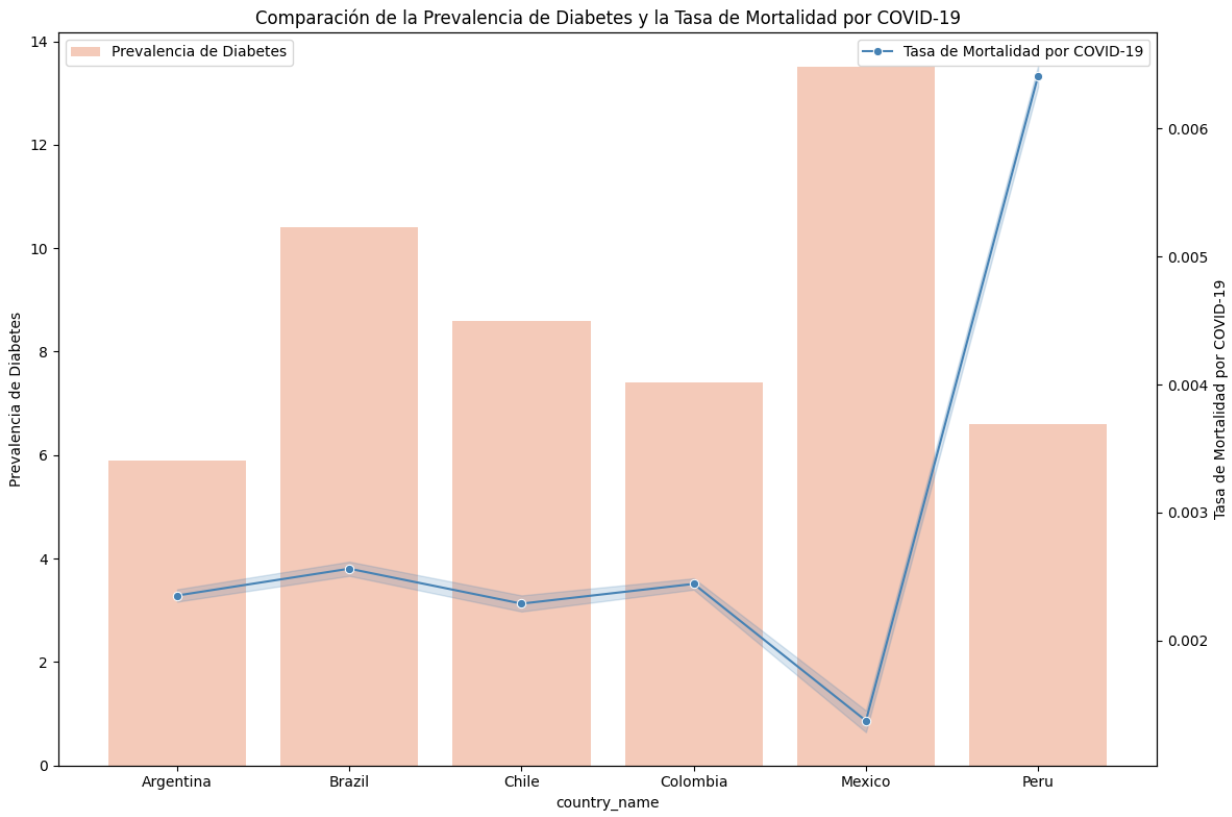 Comparación de la Prevalencia de Diabetes y la Tasa de Mortalidad por COVID-19
Prevalencia de Diabetes
Tasa de Mortalidad por COVID-19
14
12
10
8
6
4
2
0
Prevalencia de Diabetes
0.006
0.005
0.004
0.003
0.002
Tasa de Mortalidad por COVID-19
Argentina
Brazil
Chile
Colombia
Mexico
Peru
country_name